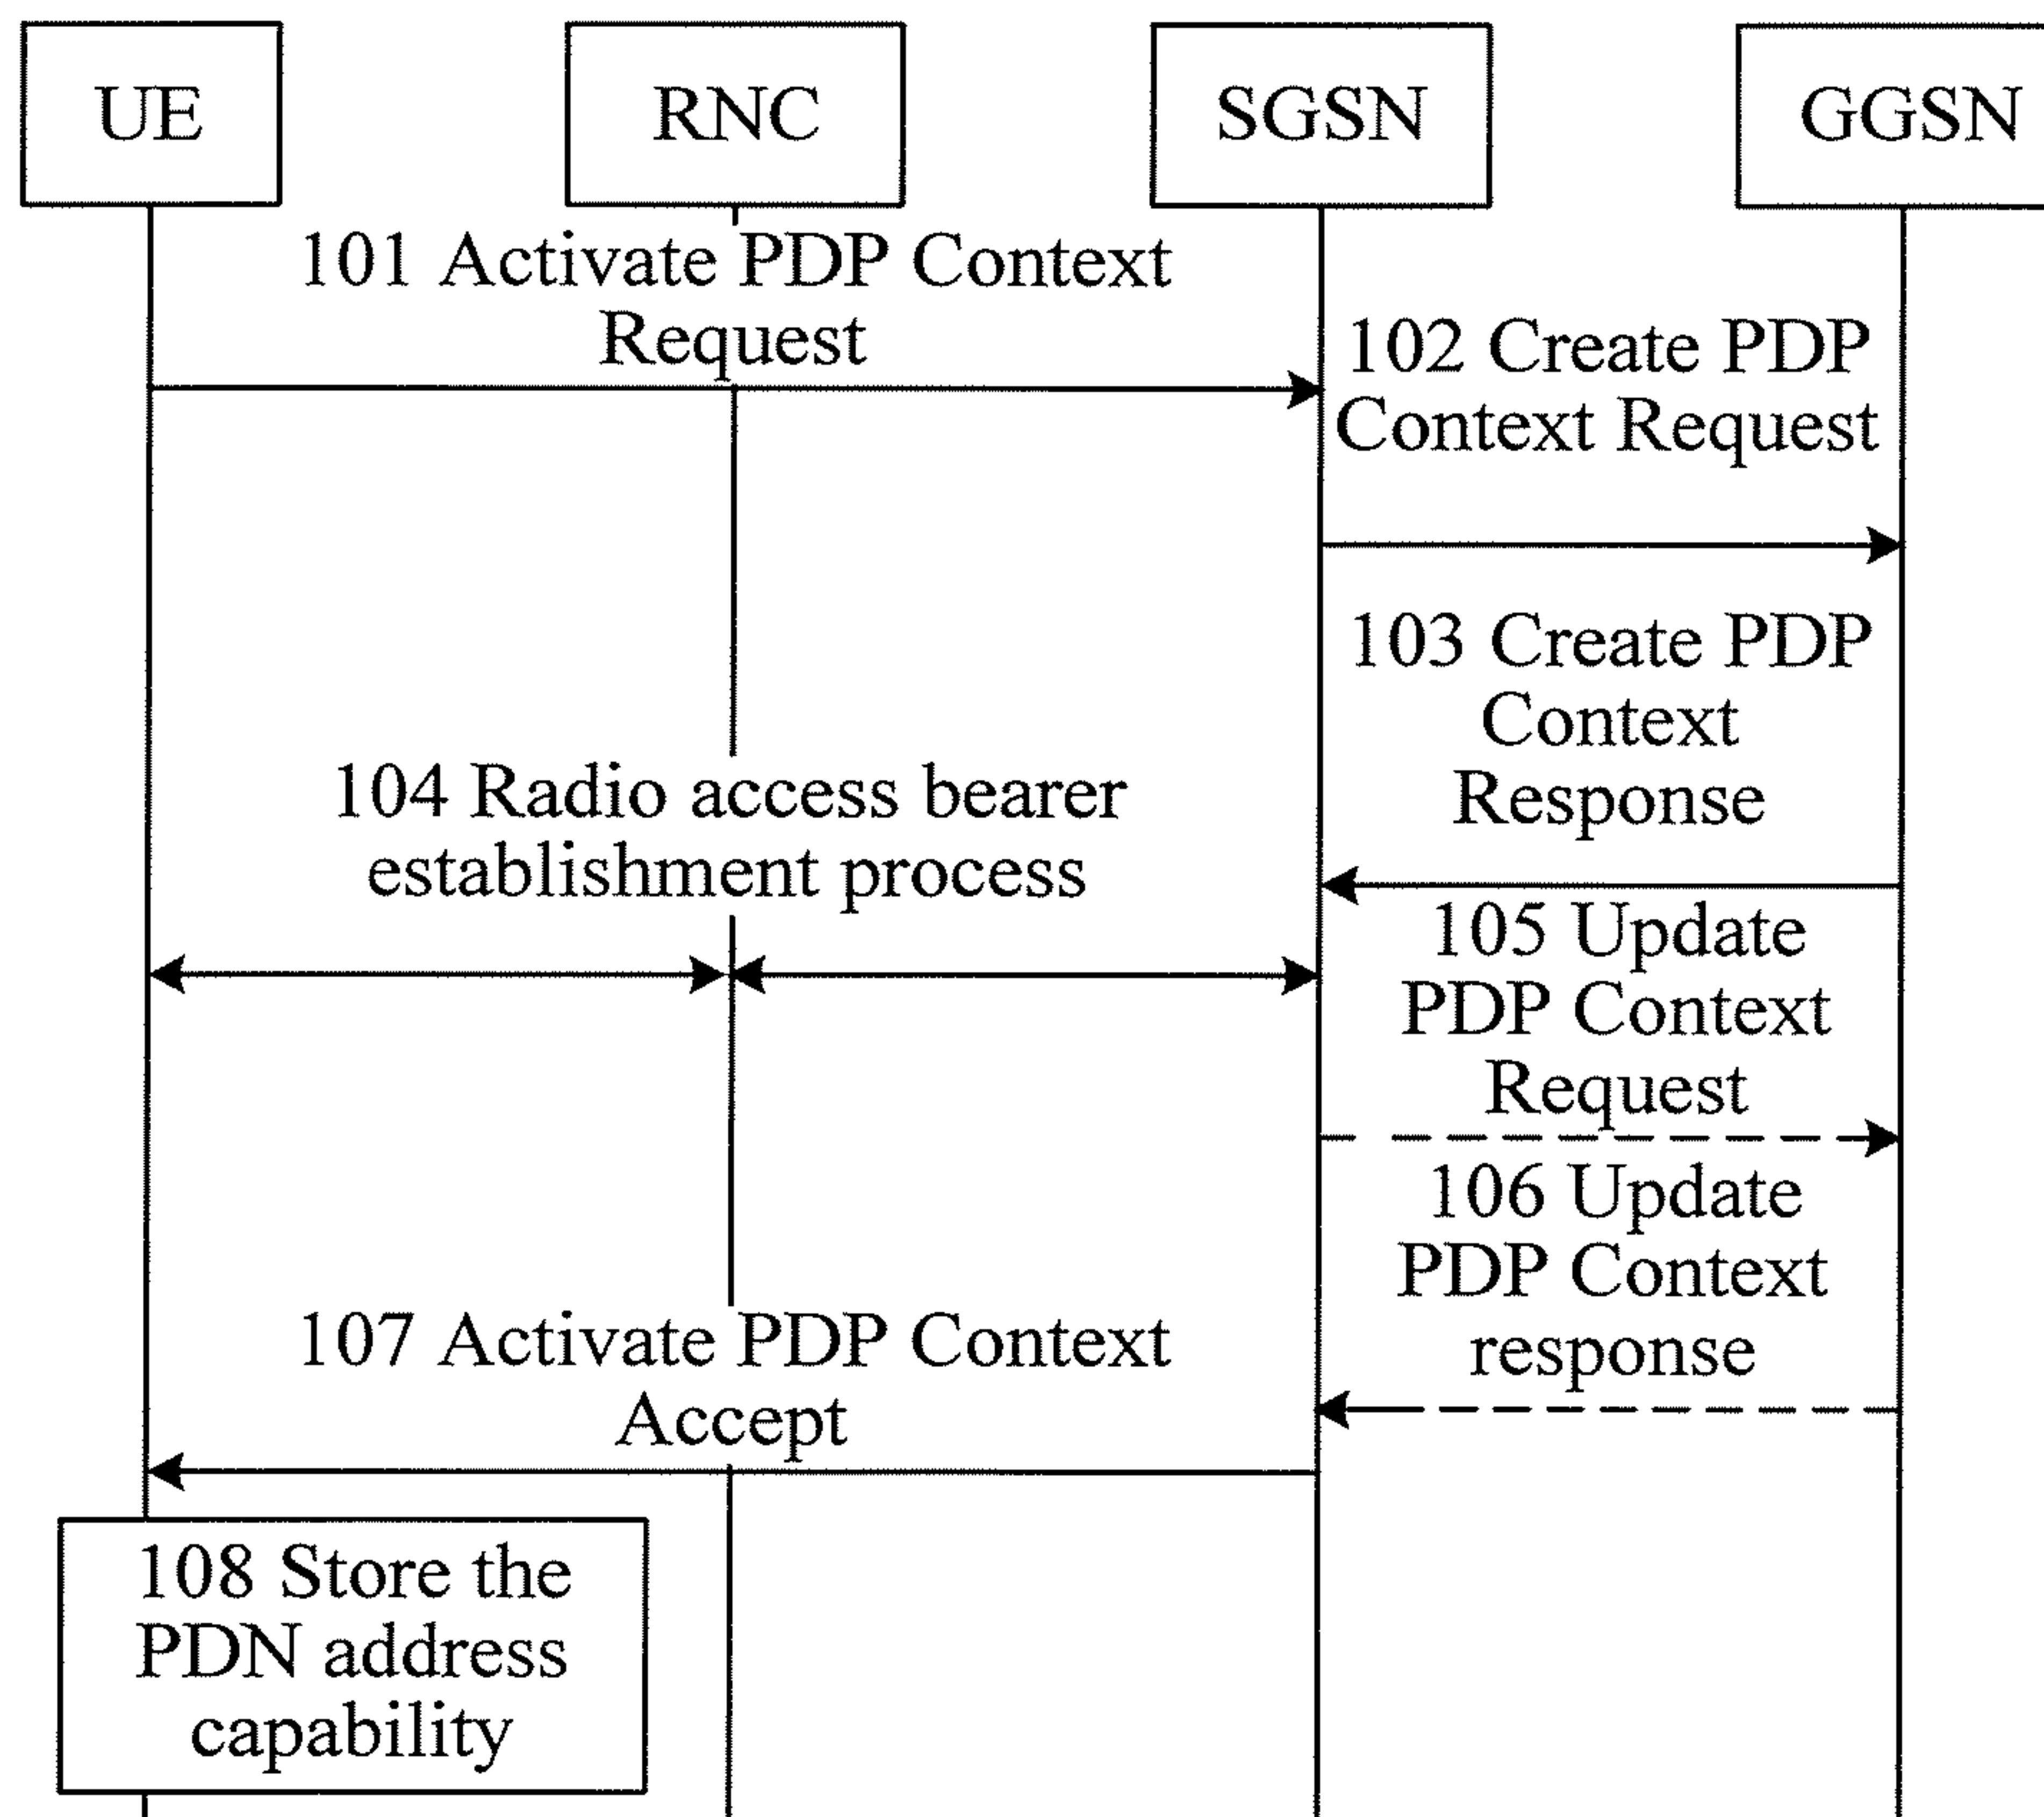 UE
RNC
SGSN
GGSN
101 Activate PDP Context
Request
102 Create PDP
Context Request
103 Create PDP
Context
Response
104 Radio access bearer
establishment process
105 Update
PDP Context
Request
106 Update
PDP Context
response
107 Activate PDP Context
Accept
108 Store the
PDN address
capability